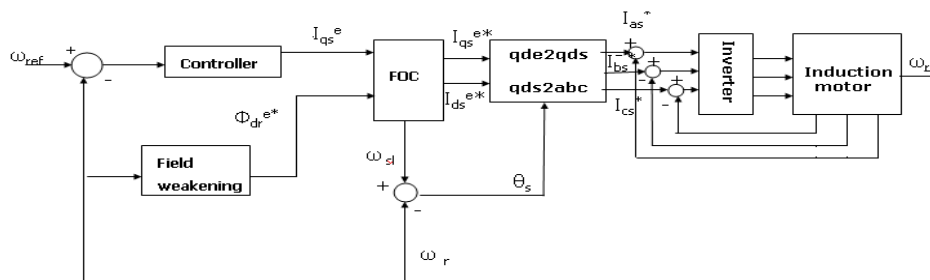 I_qs^e
I_qs^e*
I_as^*
ω_ref
+
-
Controller
FOC
qde2qds
qds2abc
+
I_bs^*
-
+
-
I_cs^*
Inverter
Induction
motor
ω_r
I_ds^e*
Φ_dr^e*
Field
weakening
ω_sl
+
-
θ_s
ω_r